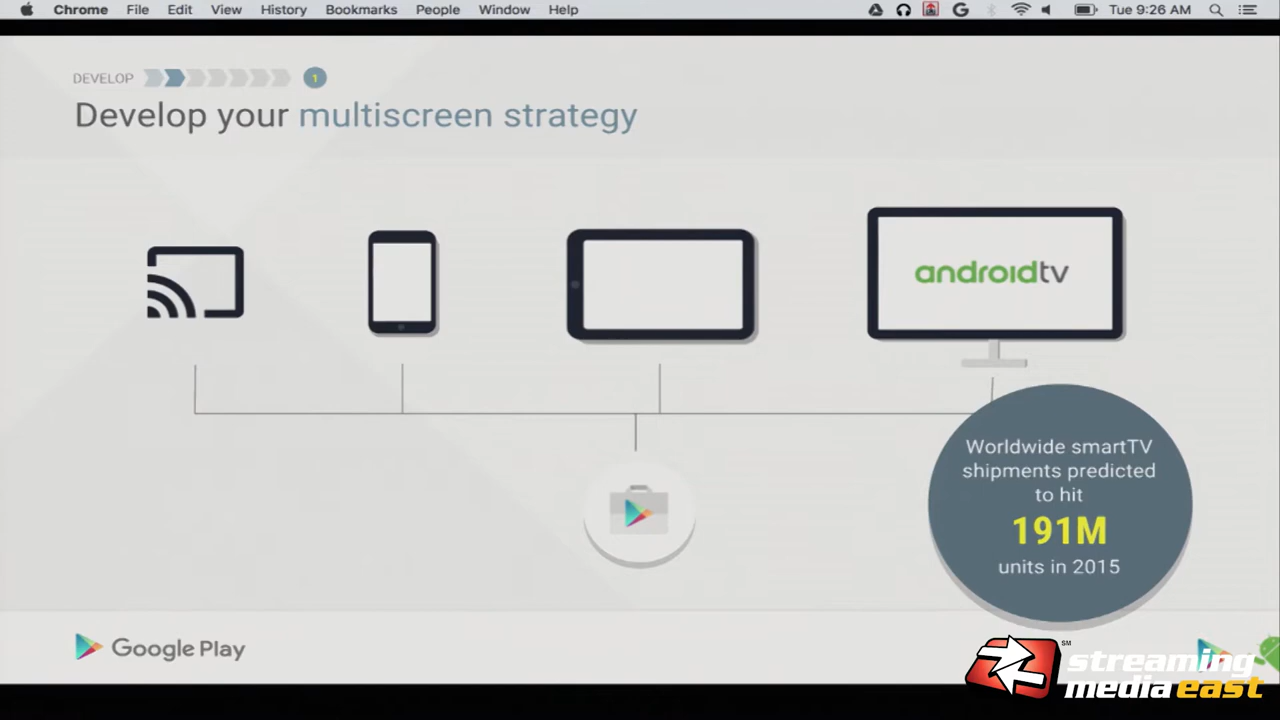 Chrome File Edit View History Bookmarks People Window Help Tue 9:26 AM
DEVELOP 1
Develop your multiscreen strategy
androidtv
Worldwide smartTV
shipments predicted
to hit
191M
units in 2015
Google Play
streaming SM
media east